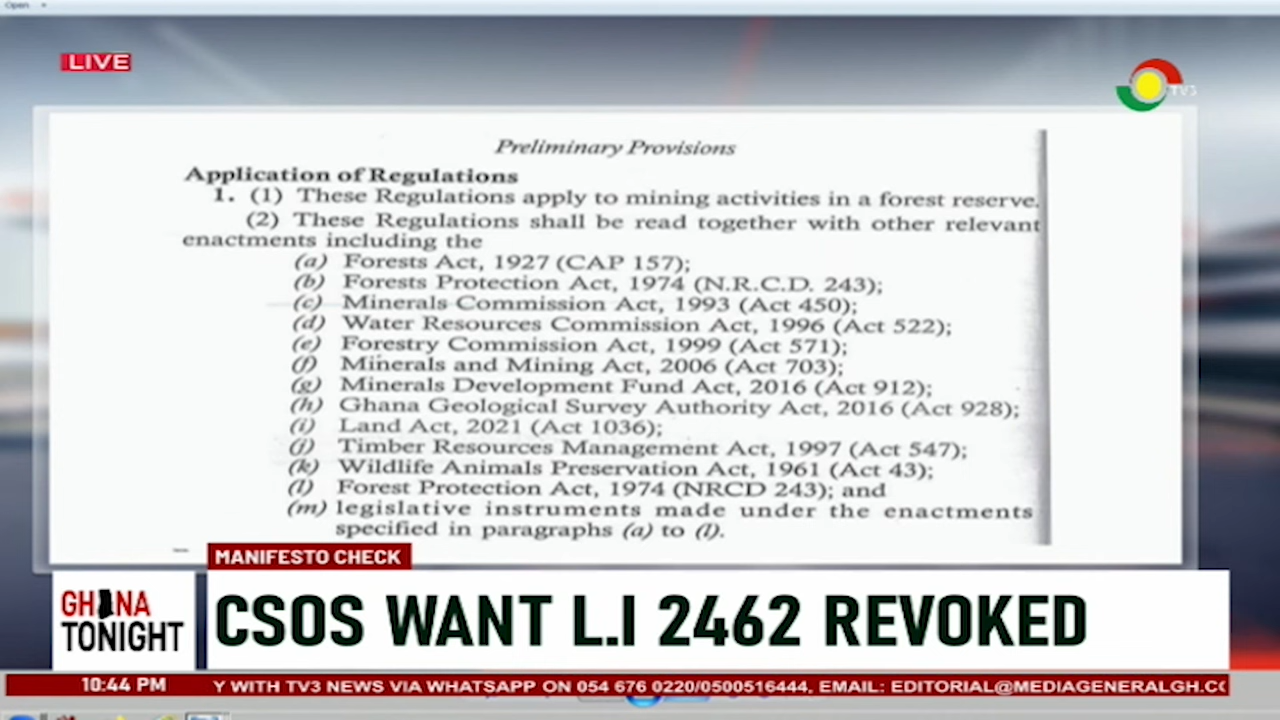 Open
LIVE
TV3
Preliminary Provisions
Application of Regulations
1. (1) These Regulations apply to mining activities in a forest reserve.
(2) These Regulations shall be read together with other relevant
enactments including the
(a) Forests Act, 1927 (CAP 157);
(b) Forests Protection Act, 1974 (N.R.C.D. 243);
(c) Minerals Commission Act, 1993 (Act 450);
(d) Water Resources Commission Act, 1996 (Act 522);
(e) Forestry Commission Act, 1999 (Act 571);
(f) Minerals and Mining Act, 2006 (Act 703);
(g) Minerals Development Fund Act, 2016 (Act 912);
(h) Ghana Geological Survey Authority Act, 2016 (Act 928);
(i) Land Act, 2021 (Act 1036);
(j) Timber Resources Management Act, 1997 (Act 547);
(k) Wildlife Animals Preservation Act, 1961 (Act 43);
(l) Forest Protection Act, 1974 (NRCD 243); and
(m) legislative instruments made under the enactments
specified in paragraphs (a) to (l).
MANIFESTO CHECK
GHANA
TONIGHT
CSOS WANT L.I 2462 REVOKED
10:44 PM
Y WITH TV3 NEWS VIA WHATSAPP ON 054 676 0220/0500516444, EMAIL: EDITORIAL@MEDIAGENERALGH.C